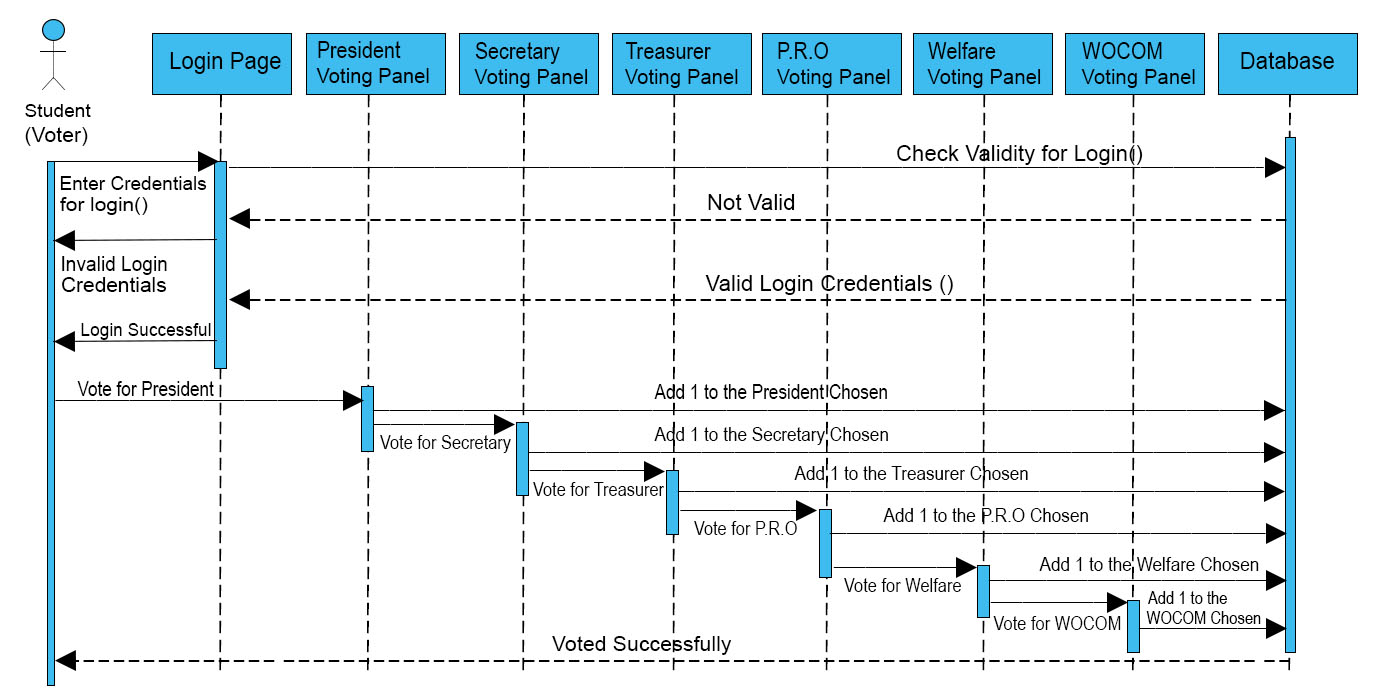 Student
(Voter)
Login Page
President
Voting Panel
Secretary
Voting Panel
Treasurer
Voting Panel
P.R.O
Voting Panel
Welfare
Voting Panel
WOCOM
Voting Panel
Database
Check Validity for Login()
Enter Credentials
for login()
Not Valid
Invalid Login
Credentials
Valid Login Credentials ()
Login Successful
Vote for President
Add 1 to the President Chosen
Vote for Secretary
Add 1 to the Secretary Chosen
Vote for Treasurer
Add 1 to the Treasurer Chosen
Vote for P.R.O
Add 1 to the P.R.O Chosen
Vote for Welfare
Add 1 to the Welfare Chosen
Vote for WOCOM
Add 1 to the
WOCOM Chosen
Voted Successfully